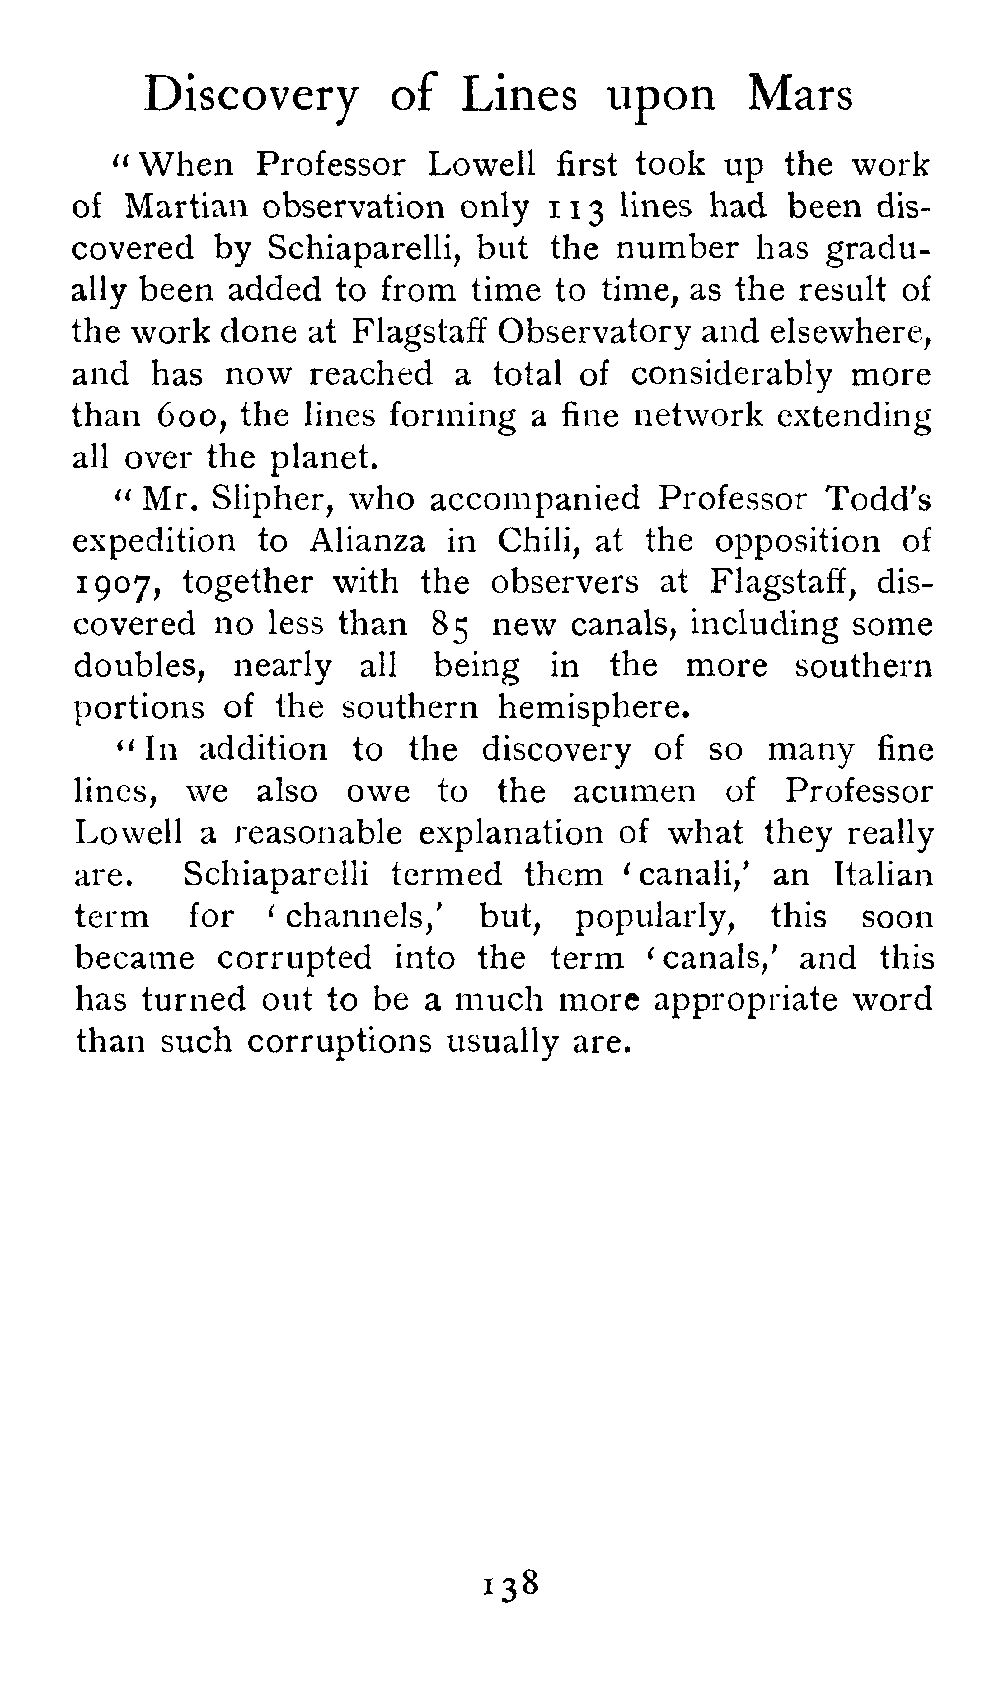 Discovery of Lines upon Mars
“When Professor Lowell first took up the work
of Martian observation only 113 lines had been dis-
covered by Schiaparelli, but the number has gradu-
ally been added to from time to time, as the result of
the work done at Flagstaff Observatory and elsewhere,
and has now reached a total of considerably more
than 600, the lines forming a fine network extending
all over the planet.
“Mr. Slipher, who accompanied Professor Todd's
expedition to Alianza in Chili, at the opposition of
1907, together with the observers at Flagstaff, dis-
covered no less than 85 new canals, including some
doubles, nearly all being in the more southern
portions of the southern hemisphere.
“In addition to the discovery of so many fine
lines, we also owe to the acumen of Professor
Lowell a reasonable explanation of what they really
are. Schiaparelli termed them ‘canali,’ an Italian
term for ‘channels,’ but, popularly, this soon
became corrupted into the term ‘canals,’ and this
has turned out to be a much more appropriate word
than such corruptions usually are.
138